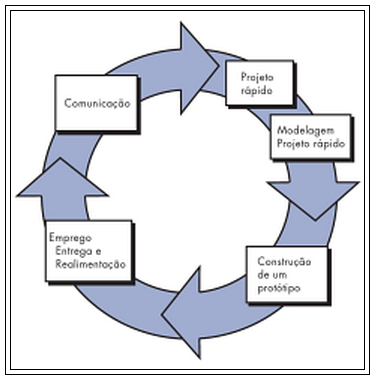 Comunicação
Projeto
rápido
Modelagem
Projeto rápido
Construção
de um
protótipo
Emprego
Entrega e
Realimentação